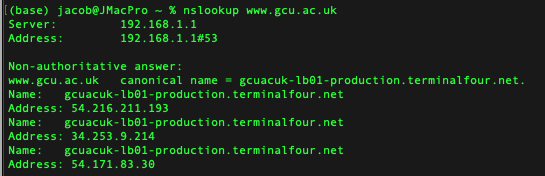 (base) jacob@JMacPro ~ % nslookup www.gcu.ac.uk
Server:		192.168.1.1
Address:	192.168.1.1#53

Non-authoritative answer:
www.gcu.ac.uk	canonical name = gcuacuk-lb01-production.terminalfour.net.
Name:	gcuacuk-lb01-production.terminalfour.net
Address: 54.216.211.193
Name:	gcuacuk-lb01-production.terminalfour.net
Address: 34.253.9.214
Name:	gcuacuk-lb01-production.terminalfour.net
Address: 54.171.83.30